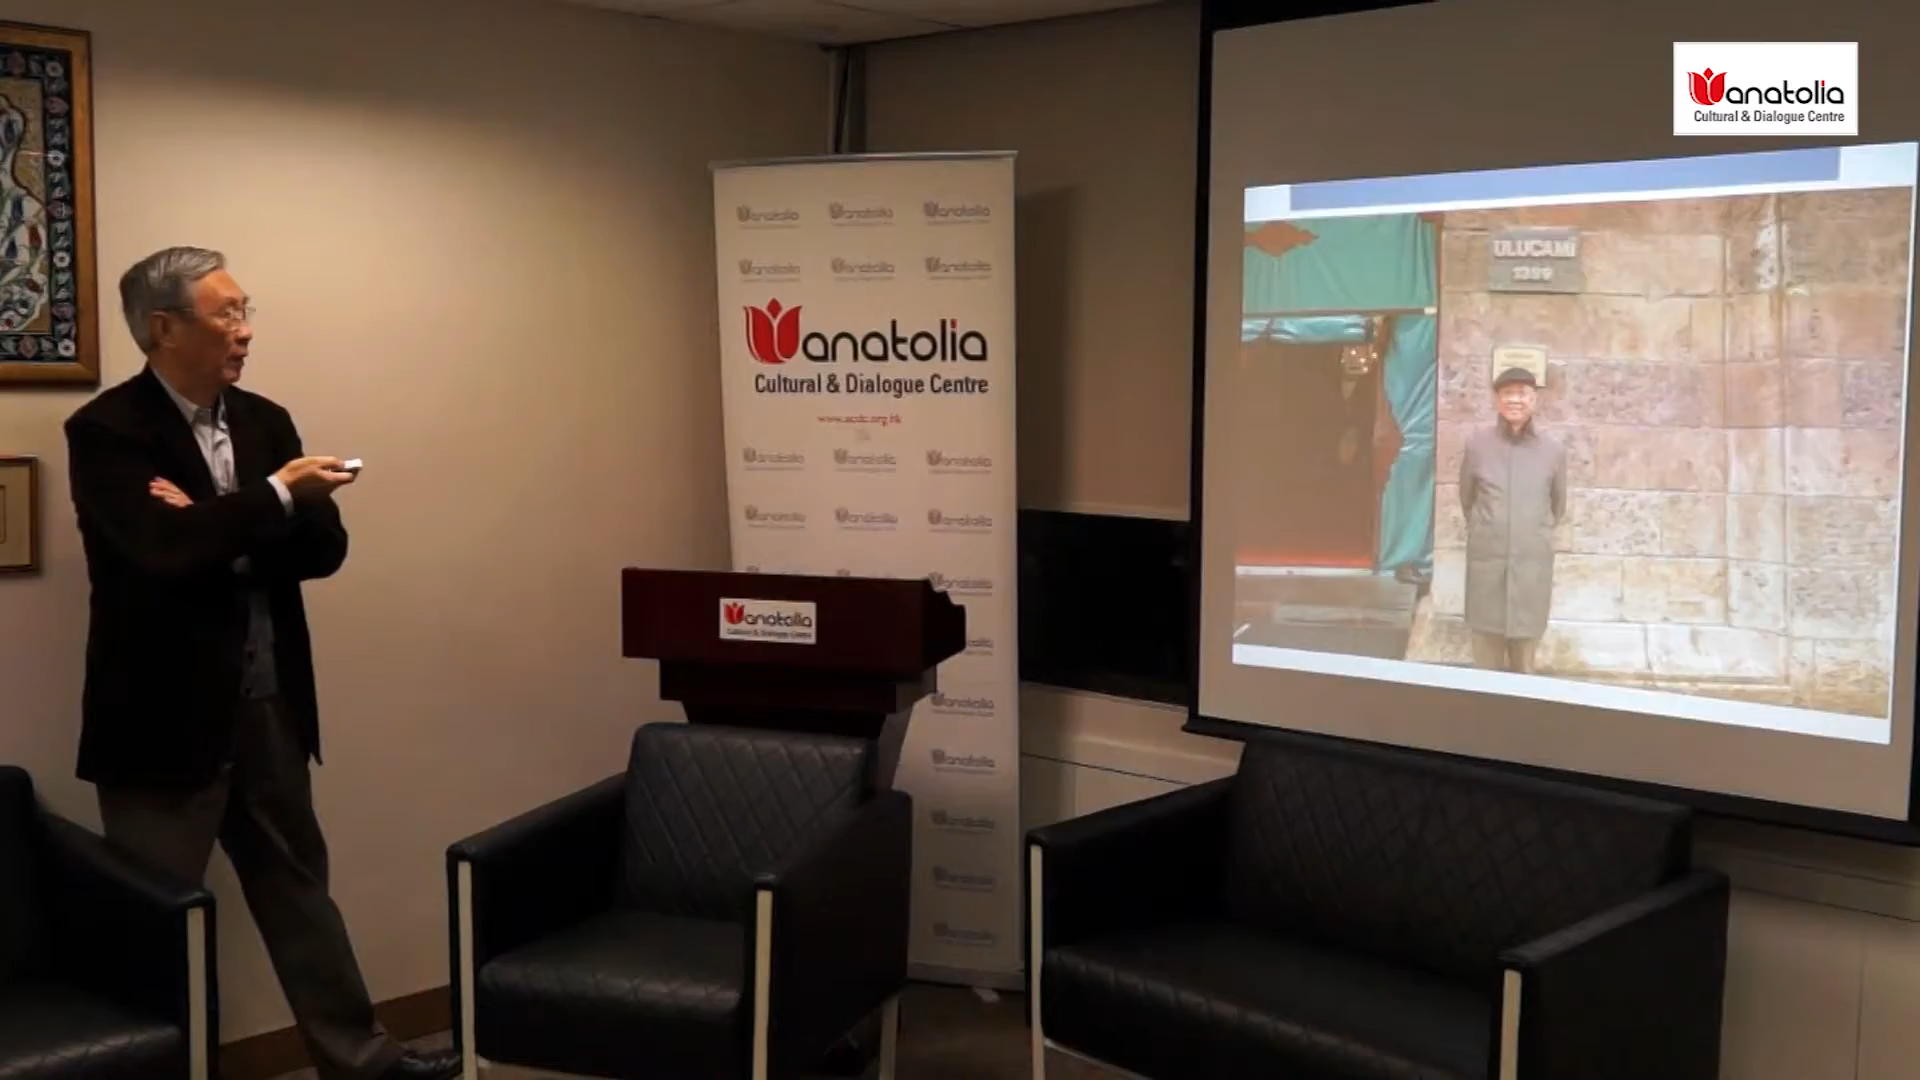 anatolia
Cultural & Dialogue Centre
anatolia
Cultural & Dialogue Centre
www.acdc.org.hk
anatolia
Cultural & Dialogue Centre
ULUCAMİ
1399